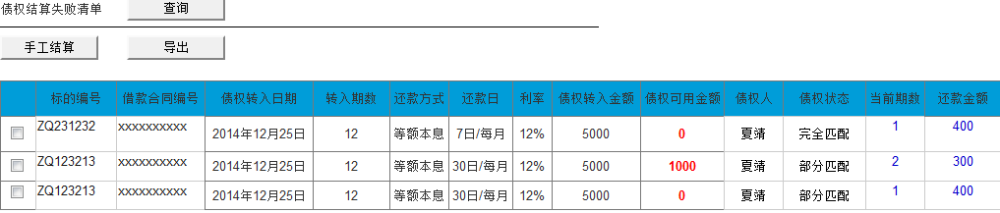 债权结算失败清单 查询
手工结算 导出
标的编号 借款合同编号 债权转入日期 转入期数 还款方式 还款日 利率 债权转入金额 债权可用金额 债权人 债权状态 当前期数 还款金额
ZQ231232 xxxxxxxxxx 2014年12月25日 12 等额本息 7日/每月 12% 5000 0 夏靖 完全匹配 1 400
ZQ123213 xxxxxxxxxx 2014年12月25日 12 等额本息 30日/每月 12% 5000 1000 夏靖 部分匹配 2 300
ZQ123213 xxxxxxxxxx 2014年12月25日 12 等额本息 30日/每月 12% 5000 0 夏靖 部分匹配 1 400